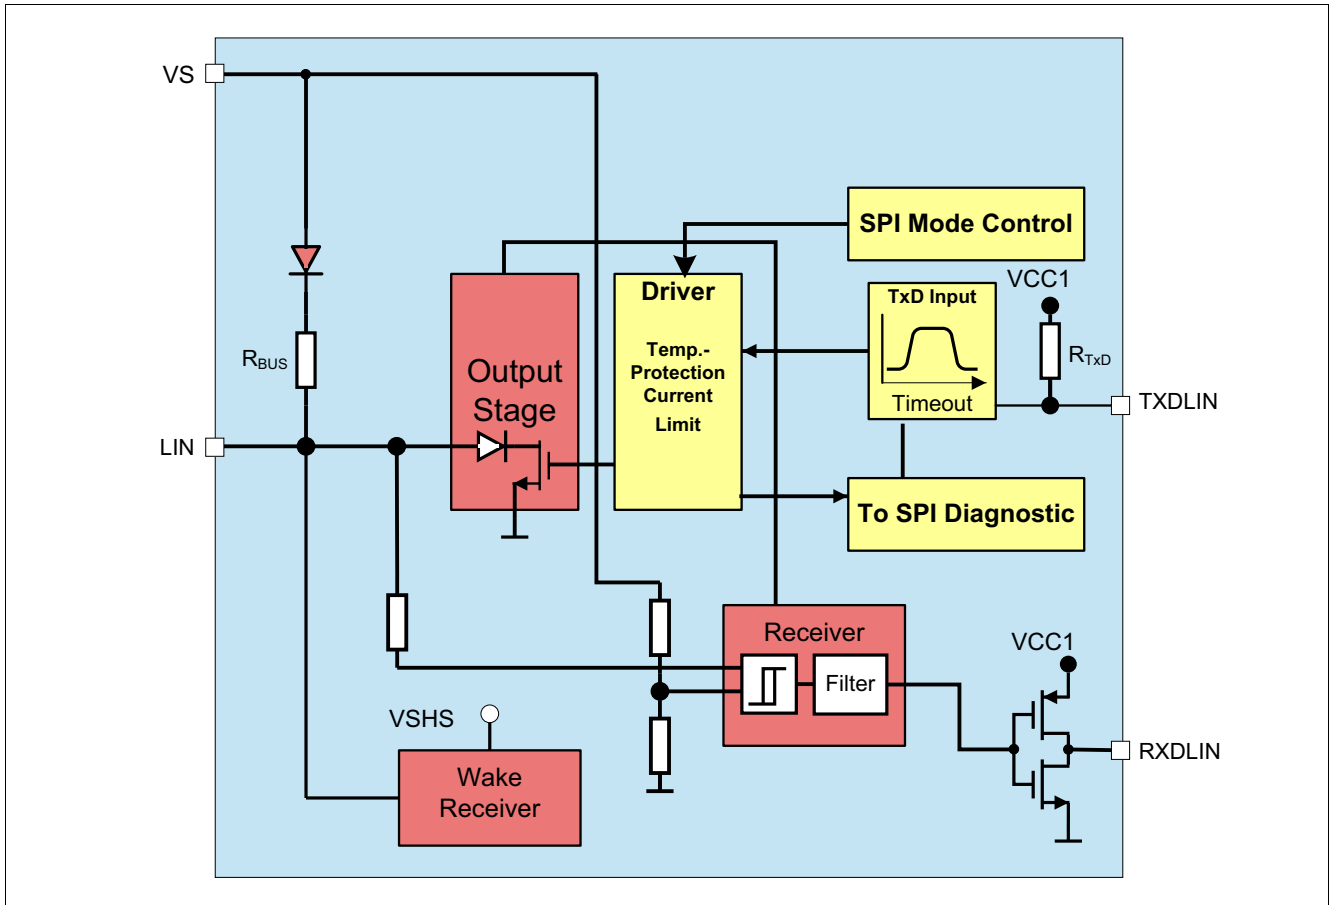 VS
SPI Mode Control
VCC1
Driver
TxD Input
Temp.-
Protection
Current
Limit
RBUS
RTxD
Output
Stage
Timeout
TXDLIN
LIN
To SPI Diagnostic
Receiver
VCC1
Filter
VSHS
RXDLIN
Wake
Receiver